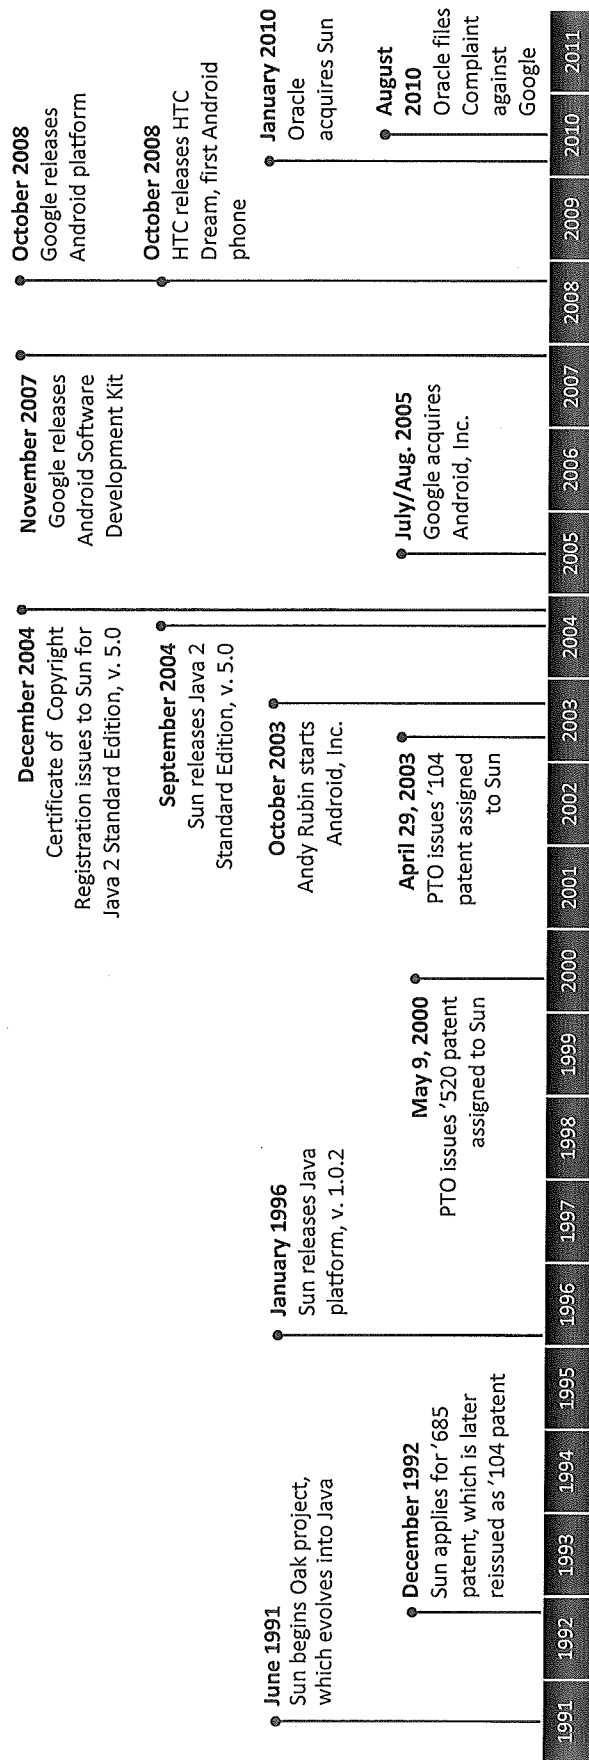 June 1991
Sun begins Oak project,
which evolves into Java
December 1992
Sun applies for '685
patent, which is later
reissued as '104 patent
January 1996
Sun releases Java
platform, v. 1.0.2
May 9, 2000
PTO issues '520 patent
assigned to Sun
December 2004
Certificate of Copyright
Registration issues to Sun for
Java 2 Standard Edition, v. 5.0
September 2004
Sun releases Java 2
Standard Edition, v. 5.0
October 2003
Andy Rubin starts
Android, Inc.
April 29, 2003
PTO issues '104
patent assigned
to Sun
November 2007
Google releases
Android Software
Development Kit
July/Aug. 2005
Google acquires
Android, Inc.
October 2008
Google releases
Android platform
October 2008
HTC releases HTC
Dream, first Android
phone
January 2010
Oracle
acquires Sun
August
2010
Oracle files
Complaint
against
Google
1991 1992 1993 1994 1995 1996 1997 1998 1999 2000 2001 2002 2003 2004 2005 2006 2007 2008 2009 2010 2011